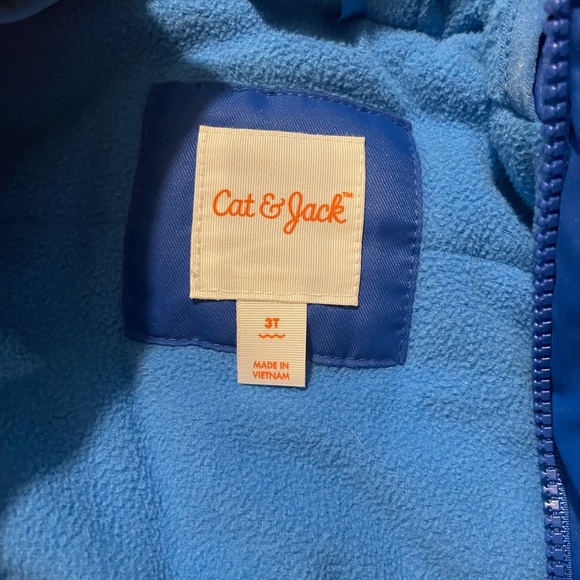 Cat & Jack™
3T
MADE IN
VIETNAM